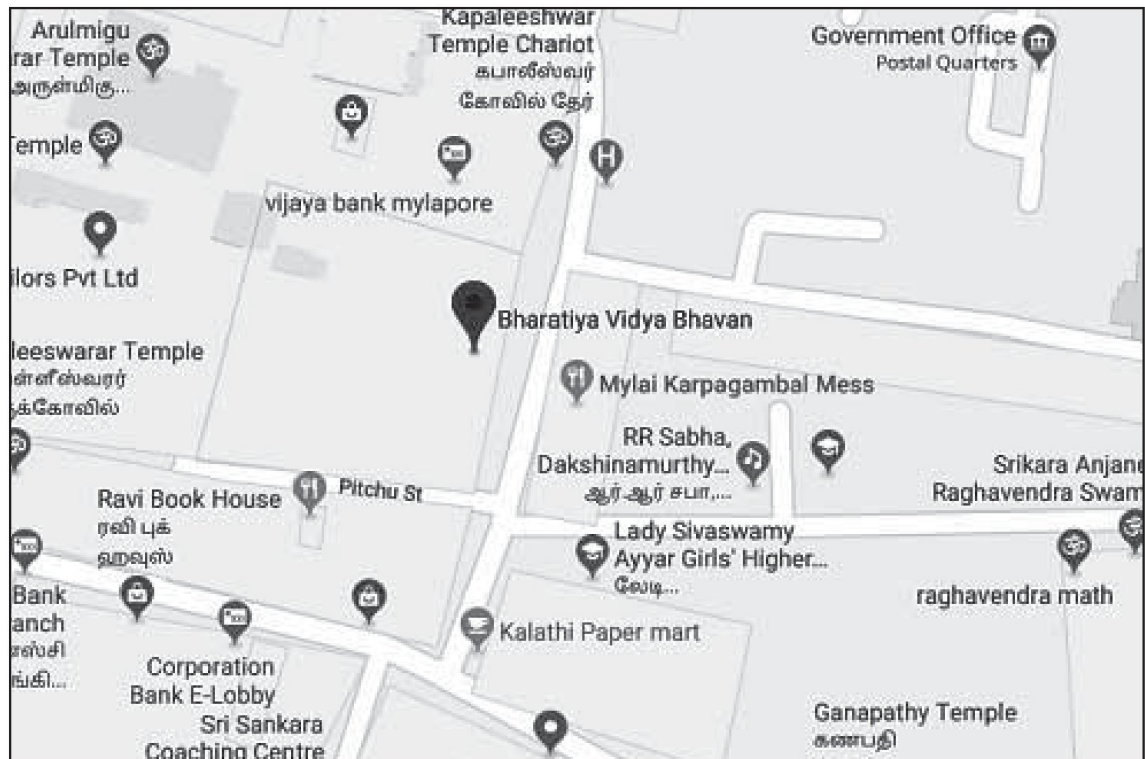 Arulmigu
rar Temple
அருள்மிகு...
Kapaleeshwar
Temple Chariot
கபாலீஸ்வர்
கோவில் தேர்
Government Office
Postal Quarters
Temple
H
vijaya bank mylapore
ilors Pvt Ltd
Bharatiya Vidya Bhavan
leeswarar Temple
ள்ளீஸ்வரர்
க்கோவில்
Mylai Karpagambal Mess
RR Sabha,
Dakshinamurthy...
ஆர்.ஆர் சபா,...
Srikara Anjane
Raghavendra Swam
Ravi Book House
ரவி புக்
ஹவுஸ்
Pitchu St
Lady Sivaswamy
Ayyar Girls' Higher...
லேடி...
raghavendra math
Bank
anch
எஸ்சி
ங்கி...
Kalathi Paper mart
Corporation
Bank E-Lobby
Sri Sankara
Coaching Centre
Ganapathy Temple
கணபதி